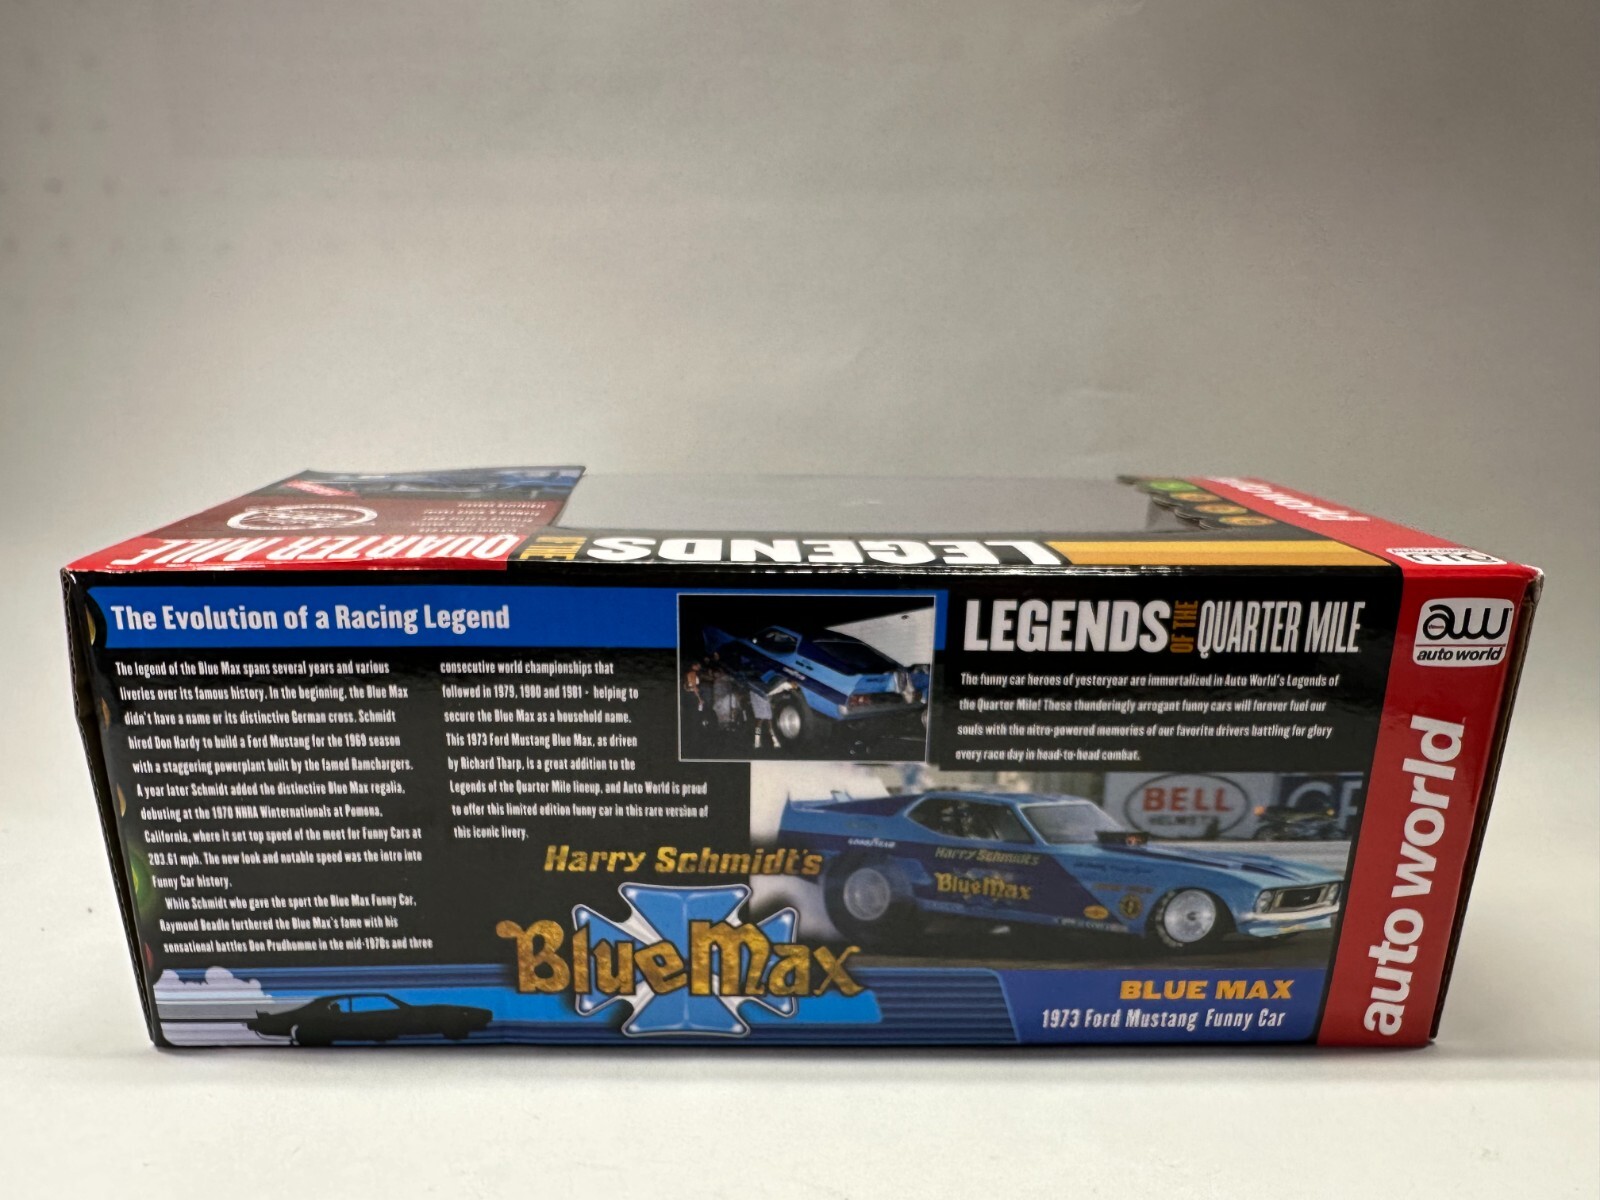 QUARTER MILE
OF THE
LEGENDS
The Evolution of a Racing Legend
The legend of the Blue Max spans several years and various
liveries over its famous history. In the beginning, the Blue Max
didn't have a name or its distinctive German cross. Schmidt
hired Don Hardy to build a Ford Mustang for the 1969 season
with a staggering powerplant built by the famed Ramchargers.
A year later Schmidt added the distinctive Blue Max regalia,
debuting at the 1970 NHRA Winternationals at Pomona,
California, where it set top speed of the meet for Funny Cars at
203.61 mph. The new look and notable speed was the intro into
Funny Car history.
While Schmidt who gave the sport the Blue Max Funny Car,
Raymond Beadle furthered the Blue Max's fame with his
sensational battles Don Prudhomme in the mid-1970s and three
consecutive world championships that
followed in 1979, 1980 and 1981 - helping to
secure the Blue Max as a household name.
This 1973 Ford Mustang Blue Max, as driven
by Richard Tharp, is a great addition to the
Legends of the Quarter Mile lineup, and Auto World is proud
to offer this limited edition funny car in this rare version of
this iconic livery.
Harry Schmidt's
Blue Max
LEGENDS OF THE QUARTER MILE
The funny car heroes of yesteryear are immortalized in Auto World's Legends of
the Quarter Mile! These thunderingly arrogant funny cars will forever fuel our
souls with the nitro-powered memories of our favorite drivers battling for glory
every race day in head-to-head combat.
BELL
HELMETS
GOODYEAR
Harry Schmidt's
Blue Max
BLUE MAX
1973 Ford Mustang Funny Car
aw
auto world
auto world